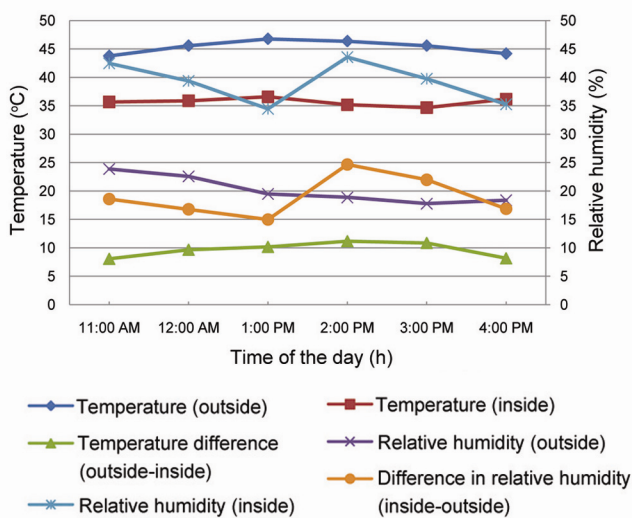 50
45
40
35
30
25
20
15
10
5
0
Temperature (ºC)
50
45
40
35
30
25
20
15
10
5
0
Relative humidity (%)
11:00 AM 12:00 AM 1:00 PM 2:00 PM 3:00 PM 4:00 PM
Time of the day (h)
Temperature (outside)
Temperature (inside)
Temperature difference
(outside-inside)
Relative humidity (outside)
Relative humidity (inside)
Difference in relative humidity
(inside-outside)